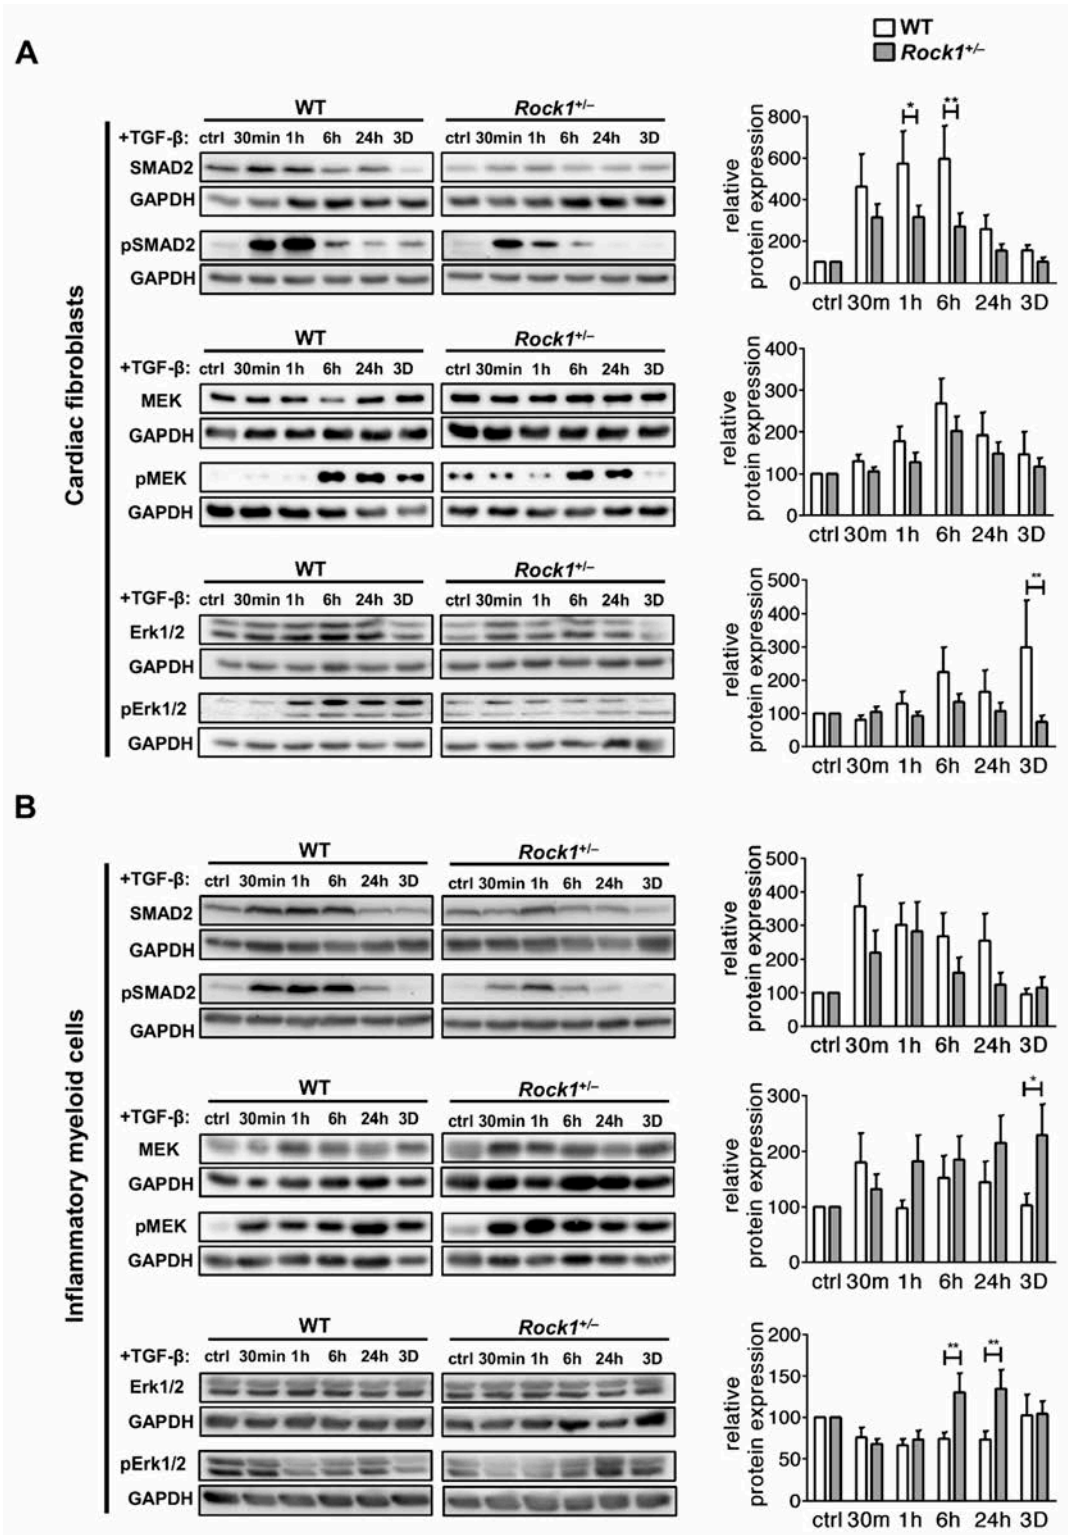 WT
Rock1+/–
A
WT Rock1+/–
+TGF-β: ctrl 30min 1h 6h 24h 3D ctrl 30min 1h 6h 24h 3D
SMAD2
GAPDH
pSMAD2
GAPDH
relative
protein expression
800
600
400
200
0
ctrl 30m 1h 6h 24h 3D
* **
Cardiac fibroblasts
WT Rock1+/–
+TGF-β: ctrl 30min 1h 6h 24h 3D ctrl 30min 1h 6h 24h 3D
MEK
GAPDH
pMEK
GAPDH
relative
protein expression
400
300
200
100
0
ctrl 30m 1h 6h 24h 3D
WT Rock1+/–
+TGF-β: ctrl 30min 1h 6h 24h 3D ctrl 30min 1h 6h 24h 3D
Erk1/2
GAPDH
pErk1/2
GAPDH
relative
protein expression
500
400
300
200
100
0
ctrl 30m 1h 6h 24h 3D
**
B
WT Rock1+/–
+TGF-β: ctrl 30min 1h 6h 24h 3D ctrl 30min 1h 6h 24h 3D
SMAD2
GAPDH
pSMAD2
GAPDH
relative
protein expression
500
400
300
200
100
0
ctrl 30m 1h 6h 24h 3D
Inflammatory myeloid cells
WT Rock1+/–
+TGF-β: ctrl 30min 1h 6h 24h 3D ctrl 30min 1h 6h 24h 3D
MEK
GAPDH
pMEK
GAPDH
relative
protein expression
300
200
100
0
ctrl 30m 1h 6h 24h 3D
*
WT Rock1+/–
+TGF-β: ctrl 30min 1h 6h 24h 3D ctrl 30min 1h 6h 24h 3D
Erk1/2
GAPDH
pErk1/2
GAPDH
relative
protein expression
200
150
100
50
0
ctrl 30m 1h 6h 24h 3D
** **